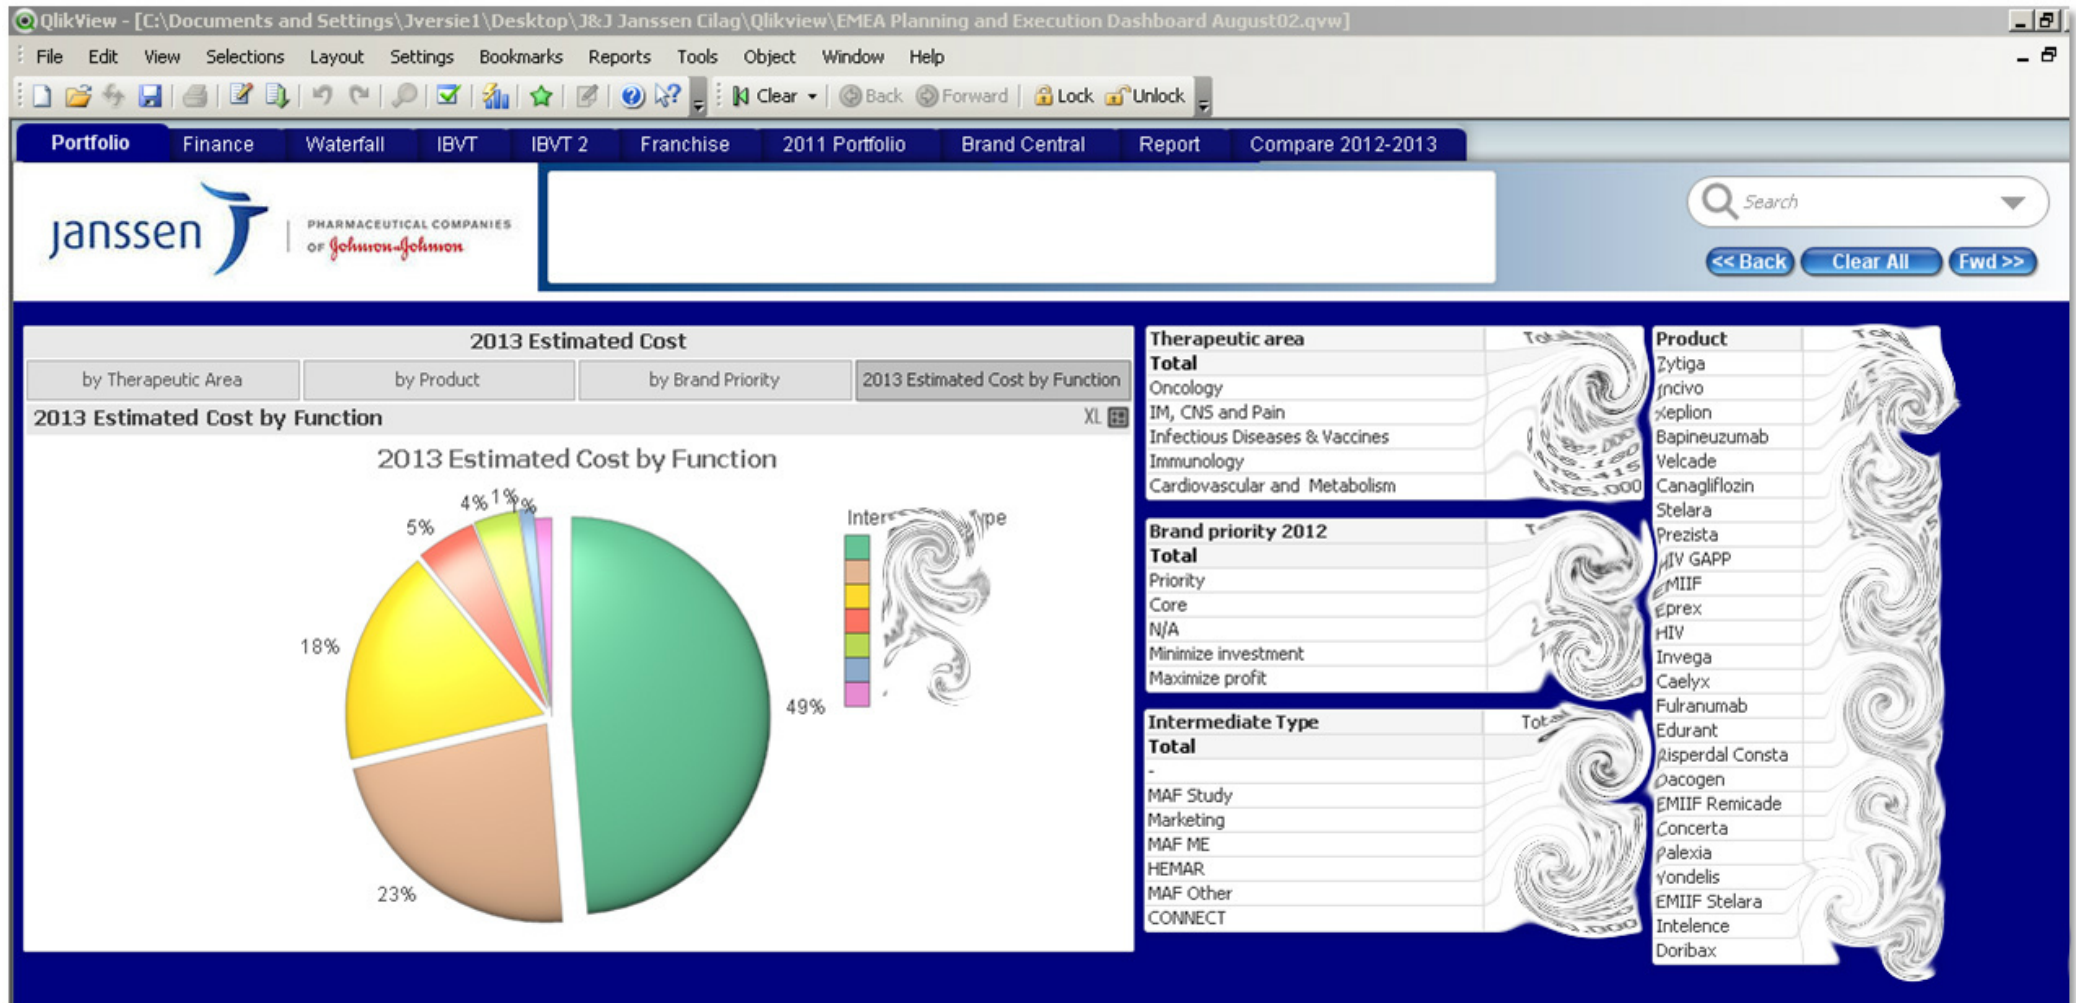 QlikView - [C:\Documents and Settings\Jversie1\Desktop\J&J Janssen Cilag\Qlikview\EMEA Planning and Execution Dashboard August02.qvw]
File Edit View Selections Layout Settings Bookmarks Reports Tools Object Window Help
Clear Back Forward Lock Unlock
Portfolio Finance Waterfall IBVT IBVT 2 Franchise 2011 Portfolio Brand Central Report Compare 2012-2013
janssen
PHARMACEUTICAL COMPANIES
OF Johnson-Johnson
Search
<< Back Clear All Fwd >>
2013 Estimated Cost
by Therapeutic Area by Product by Brand Priority 2013 Estimated Cost by Function
2013 Estimated Cost by Function XL
2013 Estimated Cost by Function
1%
4%
1%
5%
18%
49%
23%
Therapeutic area
Total
Oncology
IM, CNS and Pain
Infectious Diseases & Vaccines
Immunology
Cardiovascular and Metabolism
Brand priority 2012
Total
Priority
Core
N/A
Minimize investment
Maximize profit
Intermediate Type
Total
-
MAF Study
Marketing
MAF ME
HEMAR
MAF Other
CONNECT
Product
Zytiga
Incivo
Xeplion
Bapineuzumab
Velcade
Canagliflozin
Stelara
Prezista
HIV GAPP
EMIIF
Eprex
HIV
Invega
Caelyx
Fulranumab
Edurant
Risperdal Consta
Dacogen
EMIIF Remicade
Concerta
Palexia
Yondelis
EMIIF Stelara
Intelence
Doribax